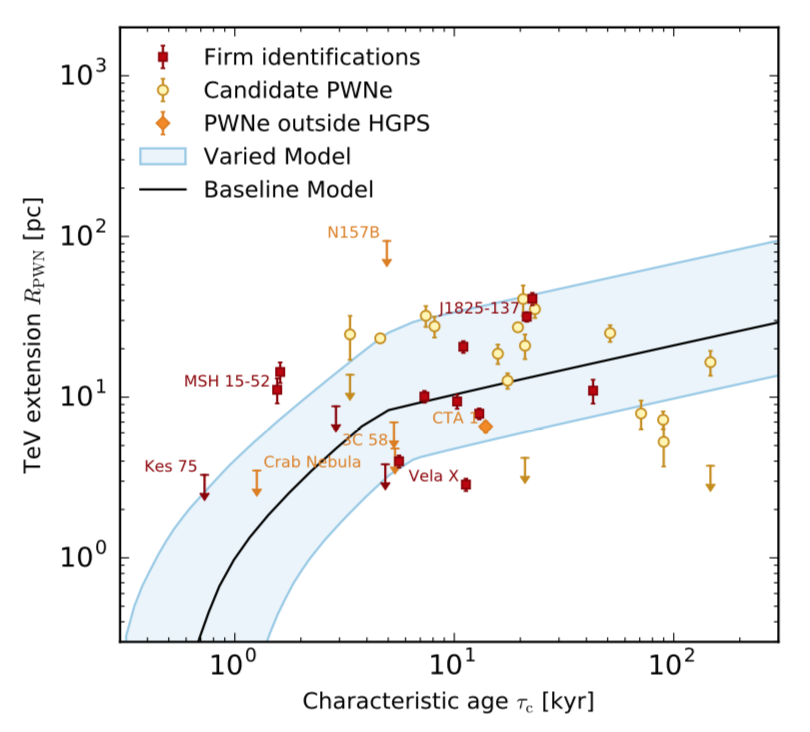 10³
10²
10¹
10⁰
TeV extension R_PWN [pc]
Firm identifications
Candidate PWNe
PWNe outside HGPS
Varied Model
Baseline Model
N157B
J1825-137
MSH 15-52
CTA 1
3C 58
Crab Nebula
Kes 75
Vela X
10⁰ 10¹ 10²
Characteristic age τ_c [kyr]